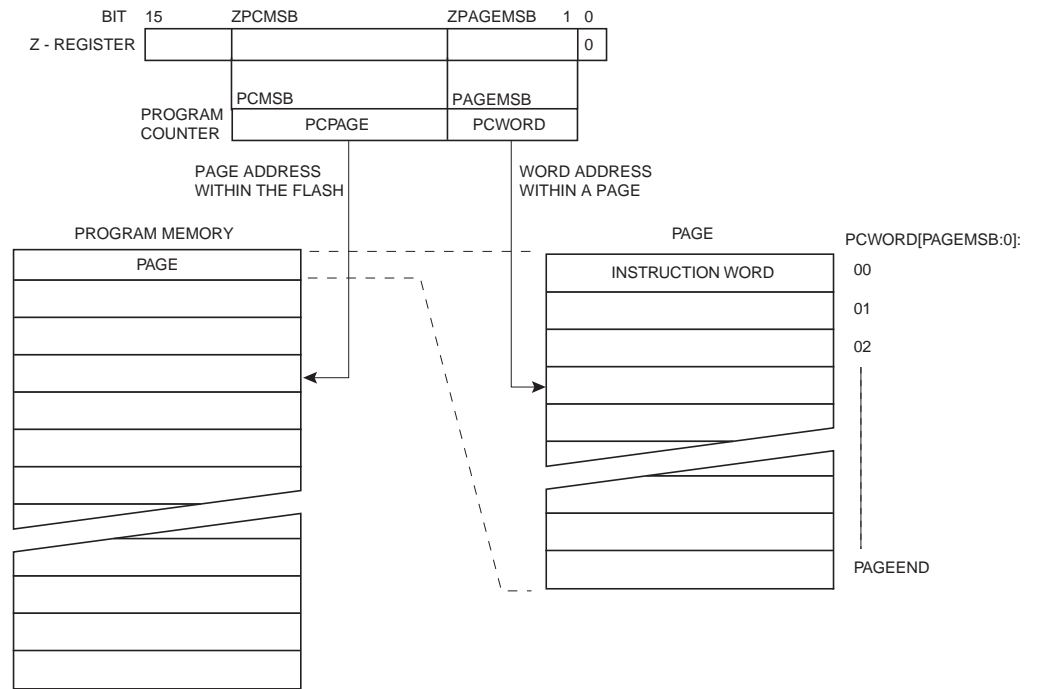 BIT 15 ZPCMSB ZPAGEMSB 1 0
Z - REGISTER 0
PCMSB PAGEMSB
PROGRAM
COUNTER
PCPAGE PCWORD
PAGE ADDRESS
WITHIN THE FLASH
WORD ADDRESS
WITHIN A PAGE
PROGRAM MEMORY
PAGE
PAGE
PCWORD[PAGEMSB:0]:
INSTRUCTION WORD 00
01
02
PAGEEND